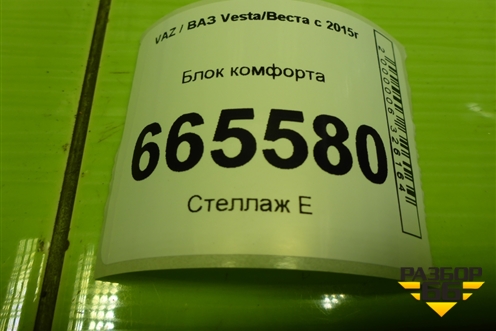 VAZ / ВАЗ Vesta/Веста с 2015г
Блок комфорта
665580
Стеллаж Е
РАЗБОР